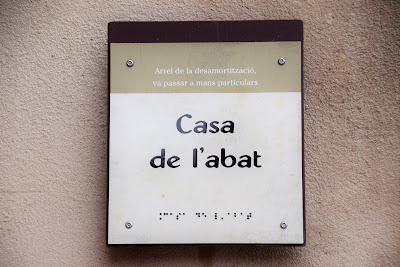 Arrel de la desamortització,
va passar a mans particulars
Casa
de l'abat